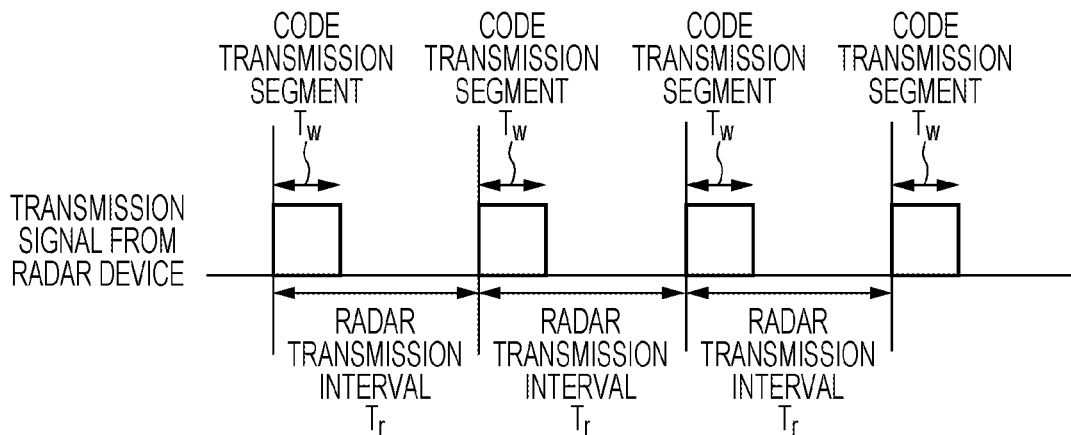 CODE
TRANSMISSION
SEGMENT
Tw
CODE
TRANSMISSION
SEGMENT
Tw
CODE
TRANSMISSION
SEGMENT
Tw
CODE
TRANSMISSION
SEGMENT
Tw
TRANSMISSION
SIGNAL FROM
RADAR DEVICE
RADAR
TRANSMISSION
INTERVAL
Tr
RADAR
TRANSMISSION
INTERVAL
Tr
RADAR
TRANSMISSION
INTERVAL
Tr